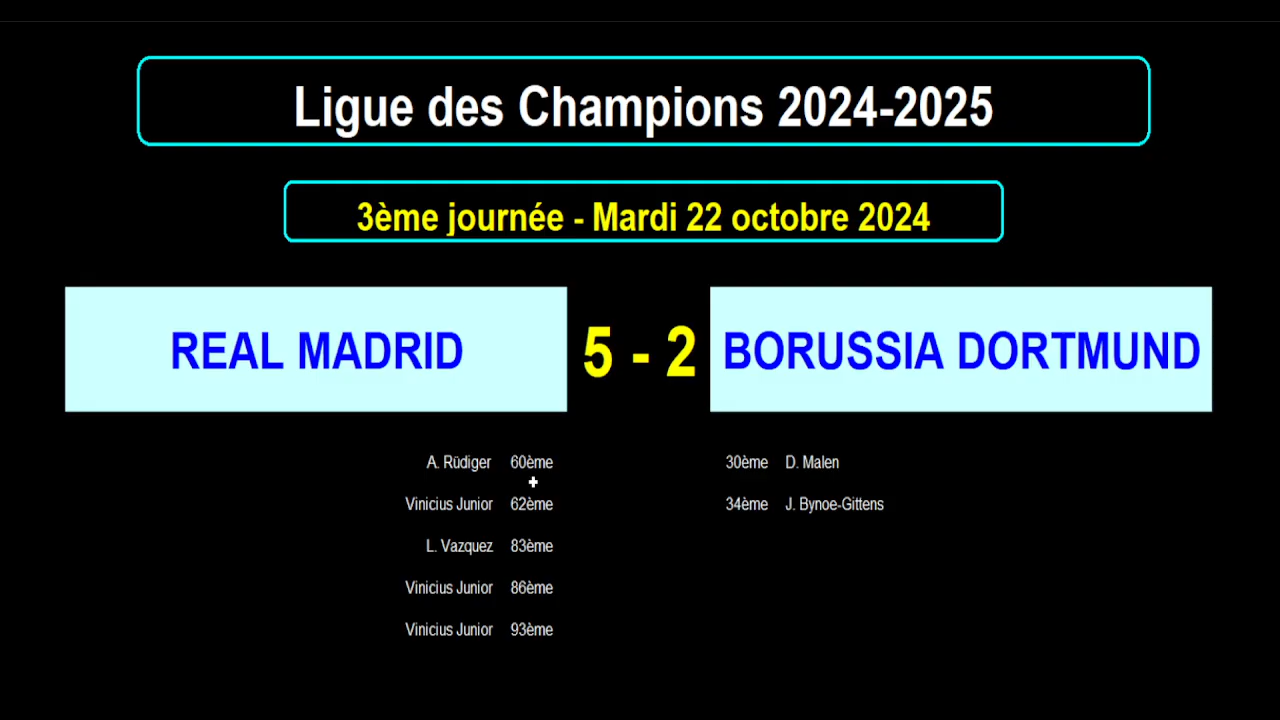 Ligue des Champions 2024-2025
3ème journée - Mardi 22 octobre 2024
REAL MADRID 5 - 2 BORUSSIA DORTMUND
A. Rüdiger 60ème 30ème D. Malen
Vinicius Junior 62ème 34ème J. Bynoe-Gittens
L. Vazquez 83ème
Vinicius Junior 86ème
Vinicius Junior 93ème